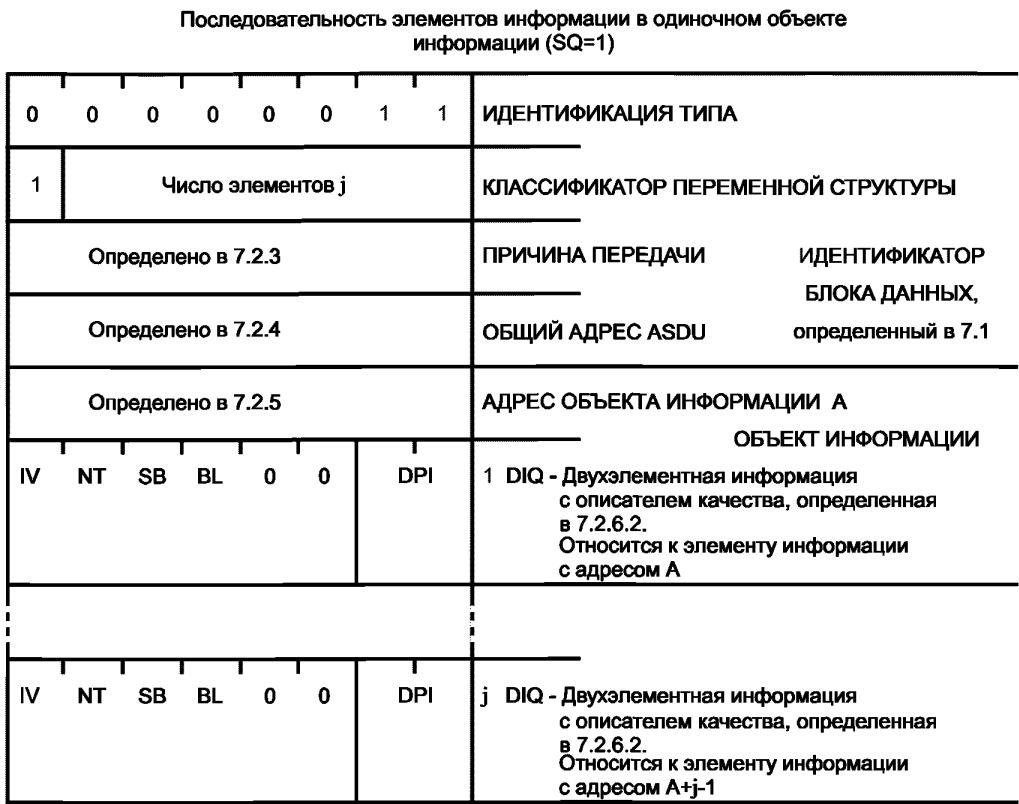 Последовательность элементов информации в одиночном объекте
информации (SQ=1)
0 0 0 0 0 0 1 1 ИДЕНТИФИКАЦИЯ ТИПА
1 Число элементов j КЛАССИФИКАТОР ПЕРЕМЕННОЙ СТРУКТУРЫ
Определено в 7.2.3 ПРИЧИНА ПЕРЕДАЧИ ИДЕНТИФИКАТОР
БЛОКА ДАННЫХ,
Определено в 7.2.4 ОБЩИЙ АДРЕС ASDU определенный в 7.1
Определено в 7.2.5 АДРЕС ОБЪЕКТА ИНФОРМАЦИИ А
ОБЪЕКТ ИНФОРМАЦИИ
IV NT SB BL 0 0 DPI 1 DIQ - Двухэлементная информация
с описателем качества, определенная
в 7.2.6.2.
Относится к элементу информации
с адресом А
IV NT SB BL 0 0 DPI j DIQ - Двухэлементная информация
с описателем качества, определенная
в 7.2.6.2.
Относится к элементу информации
с адресом А+j-1